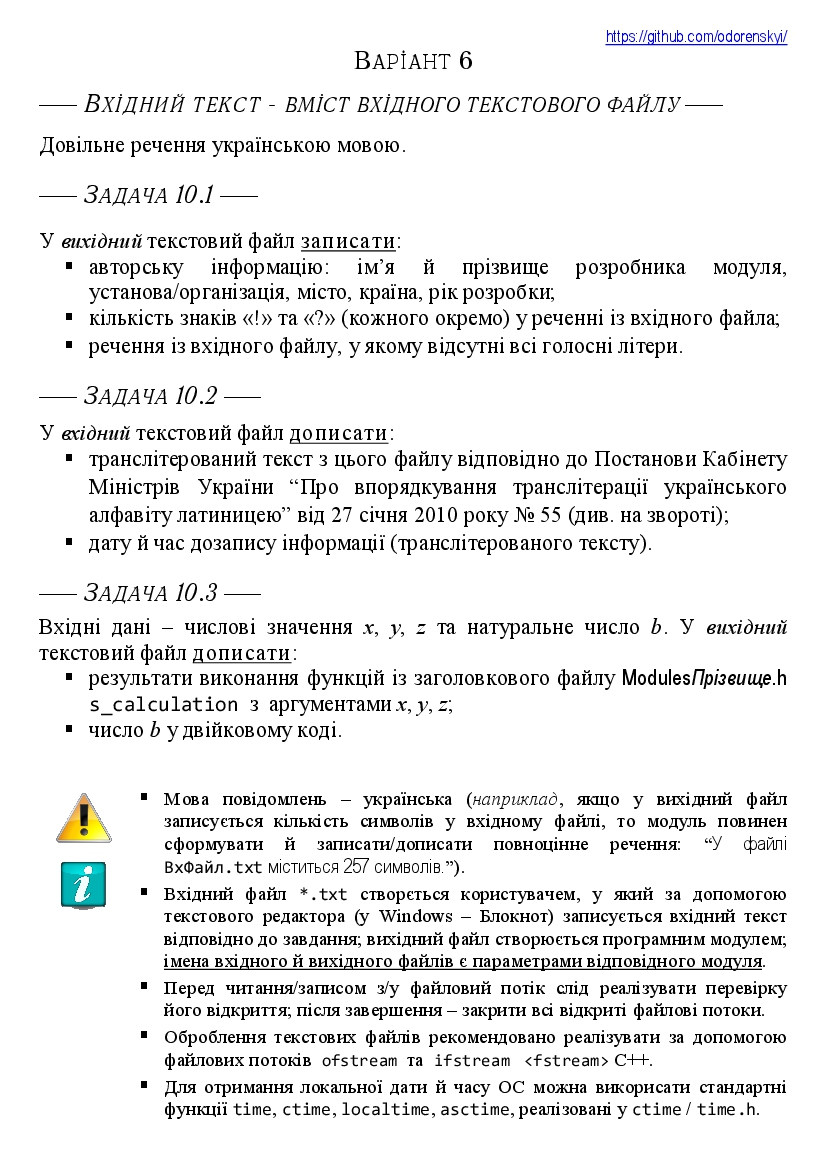 https://github.com/odorenskyi/
ВАРІАНТ 6
—— ВХІДНИЙ ТЕКСТ - ВМІСТ ВХІДНОГО ТЕКСТОВОГО ФАЙЛУ ——
Довільне речення українською мовою.
—— ЗАДАЧА 10.1 ——
У вихідний текстовий файл записати:
▪ авторську інформацію: ім’я й прізвище розробника модуля,
установа/організація, місто, країна, рік розробки;
▪ кількість знаків «!» та «?» (кожного окремо) у реченні із вхідного файла;
▪ речення із вхідного файлу, у якому відсутні всі голосні літери.
—— ЗАДАЧА 10.2 ——
У вхідний текстовий файл дописати:
▪ транслітерований текст з цього файлу відповідно до Постанови Кабінету
Міністрів України “Про впорядкування транслітерації українського
алфавіту латиницею” від 27 січня 2010 року № 55 (див. на звороті);
▪ дату й час дозапису інформації (транслітерованого тексту).
—— ЗАДАЧА 10.3 ——
Вхідні дані – числові значення x, y, z та натуральне число b. У вихідний
текстовий файл дописати:
▪ результати виконання функцій із заголовкового файлу ModulesПрізвище.h
s_calculation з аргументами x, y, z;
▪ число b у двійковому коді.
▪ Мова повідомлень – українська (наприклад, якщо у вихідний файл
записується кількість символів у вхідному файлі, то модуль повинен
сформувати й записати/дописати повноцінне речення: “У файлі
ВхФайл.txt міститься 257 символів.”).
▪ Вхідний файл *.txt створється користувачем, у який за допомогою
текстового редактора (у Windows – Блокнот) записується вхідний текст
відповідно до завдання; вихідний файл створюється програмним модулем;
імена вхідного й вихідного файлів є параметрами відповідного модуля.
▪ Перед читання/записом з/у файловий потік слід реалізувати перевірку
його відкриття; після завершення – закрити всі відкриті файлові потоки.
▪ Оброблення текстових файлів рекомендовано реалізувати за допомогою
файлових потоків ofstream та ifstream <fstream> С++.
▪ Для отримання локальної дати й часу ОС можна викорисати стандартні
функції time, ctime, localtime, asctime, реалізовані у ctime / time.h.